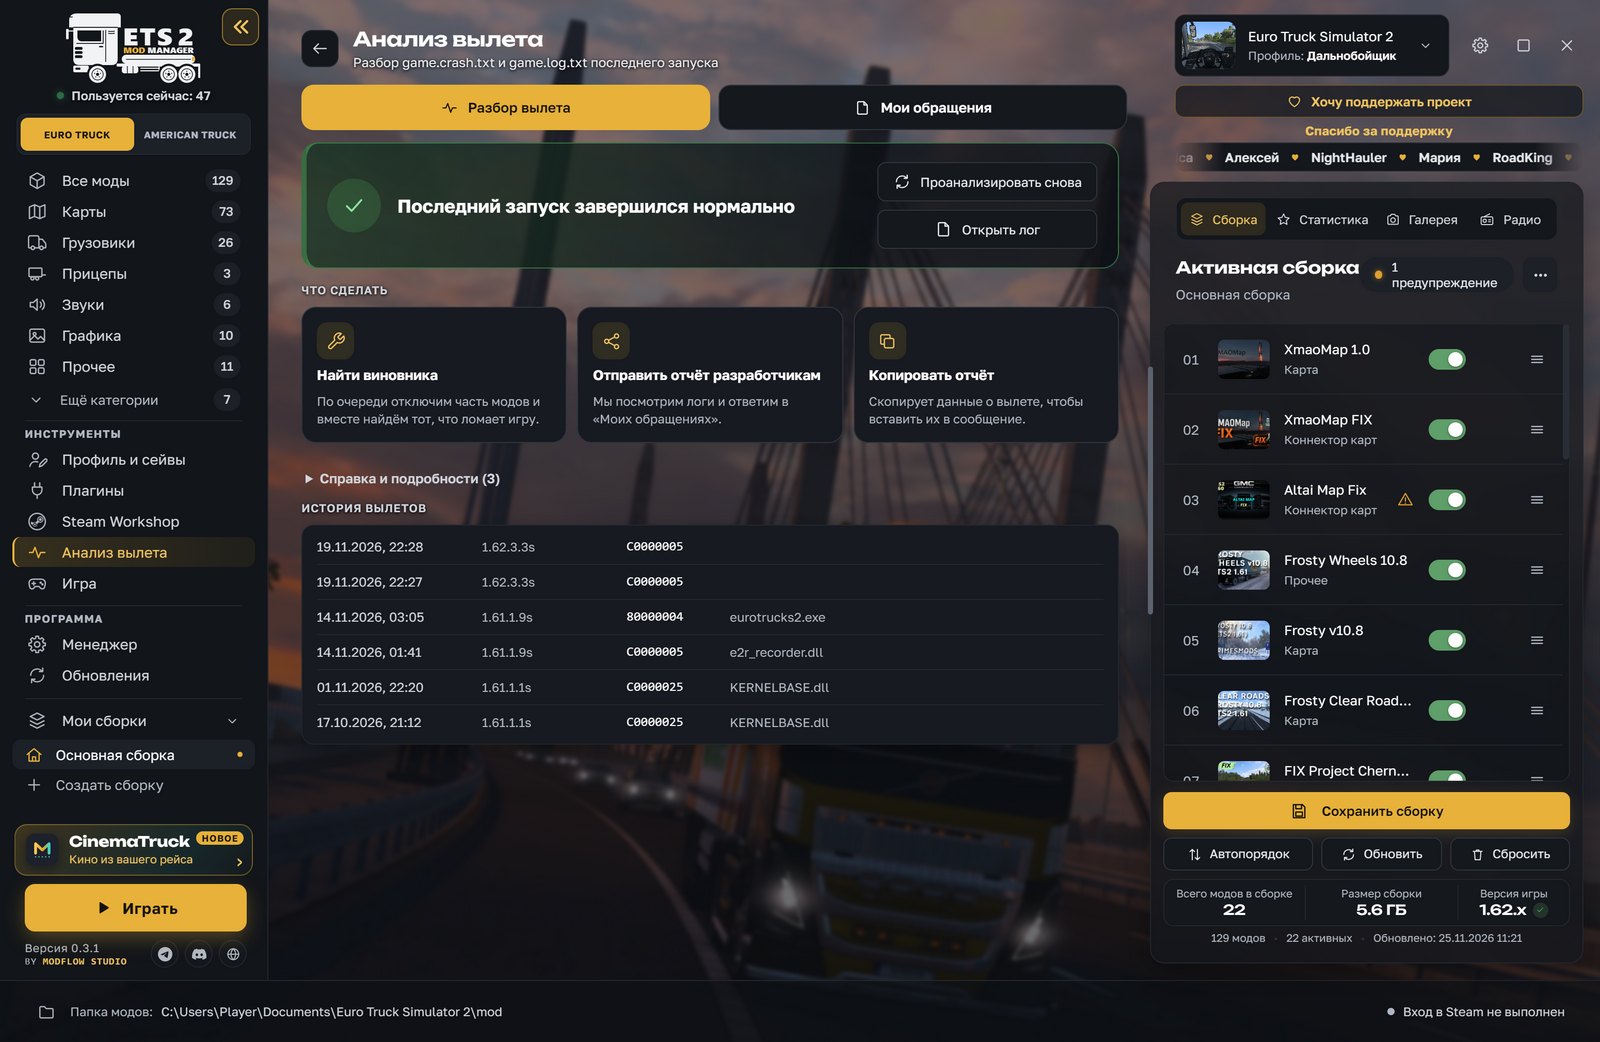 ETS 2
MOD MANAGER
Пользуется сейчас: 47
EURO TRUCK
AMERICAN TRUCK
Все моды 129
Карты 73
Грузовики 26
Прицепы 3
Звуки 6
Графика 10
Прочее 11
Ещё категории 7
ИНСТРУМЕНТЫ
Профиль и сейвы
Плагины
Steam Workshop
Анализ вылета
Игра
ПРОГРАММА
Менеджер
Обновления
Мои сборки
Основная сборка
Создать сборку
CinemaTruck НОВОЕ
Кино из вашего рейса
Играть
Версия 0.3.1
BY MODFLOW STUDIO
Анализ вылета
Разбор game.crash.txt и game.log.txt последнего запуска
Разбор вылета
Мои обращения
Последний запуск завершился нормально
Проанализировать снова
Открыть лог
ЧТО СДЕЛАТЬ
Найти виновника
По очереди отключим часть модов и
вместе найдём тот, что ломает игру.
Отправить отчёт разработчикам
Мы посмотрим логи и ответим в
«Моих обращениях».
Копировать отчёт
Скопирует данные о вылете, чтобы
вставить их в сообщение.
Справка и подробности (3)
ИСТОРИЯ ВЫЛЕТОВ
19.11.2026, 22:28 1.62.3.3s C0000005
19.11.2026, 22:27 1.62.3.3s C0000005
14.11.2026, 03:05 1.61.1.9s 80000004 eurotrucks2.exe
14.11.2026, 01:41 1.61.1.9s C0000005 e2r_recorder.dll
01.11.2026, 22:20 1.61.1.1s C0000025 KERNELBASE.dll
17.10.2026, 21:12 1.61.1.1s C0000025 KERNELBASE.dll
Euro Truck Simulator 2
Профиль: Дальнобойщик
Хочу поддержать проект
Спасибо за поддержку
са Алексей NightHauler Мария RoadKing
Сборка Статистика Галерея Радио
Активная сборка
1
предупреждение
Основная сборка
01 XmaoMap 1.0
Карта
02 XmaoMap FIX
Коннектор карт
03 Altai Map Fix
Коннектор карт
04 Frosty Wheels 10.8
Прочее
05 Frosty v10.8
Карта
06 Frosty Clear Road...
Карта
07 FIX Project Chern...
Сохранить сборку
Автопорядок
Обновить
Сбросить
Всего модов в сборке
22
Размер сборки
5.6 ГБ
Версия игры
1.62.x
129 модов · 22 активных · Обновлено: 25.11.2026 11:21
Папка модов: C:\Users\Player\Documents\Euro Truck Simulator 2\mod
Вход в Steam не выполнен